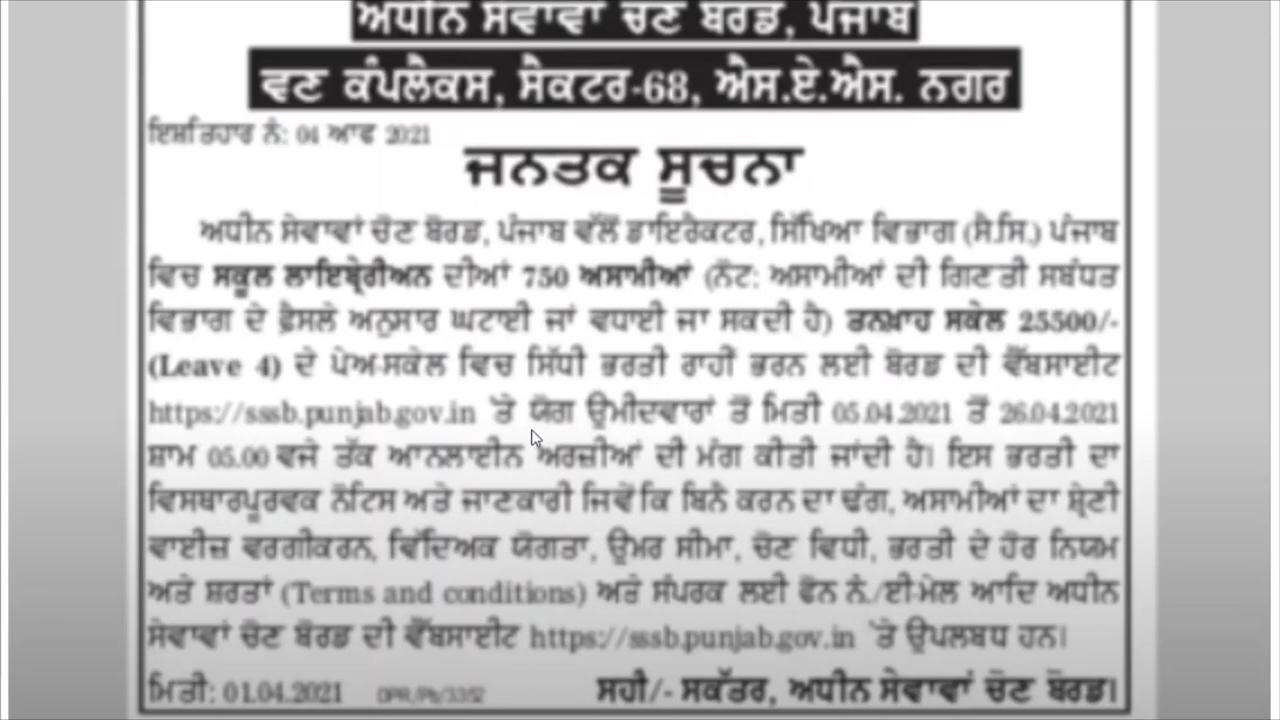 ਅਧੀਨ ਸੇਵਾਵਾਂ ਚੋਣ ਬੋਰਡ, ਪੰਜਾਬ
ਵਣ ਕੰਪਲੈਕਸ, ਸੈਕਟਰ-68, ਐਸ.ਏ.ਐਸ. ਨਗਰ
ਇਸ਼ਤਿਹਾਰ ਨੰ: 04 ਆਫ 2021
ਜਨਤਕ ਸੂਚਨਾ
ਅਧੀਨ ਸੇਵਾਵਾਂ ਚੋਣ ਬੋਰਡ, ਪੰਜਾਬ ਵੱਲੋਂ ਡਾਇਰੈਕਟਰ, ਸਿੱਖਿਆ ਵਿਭਾਗ (ਸੈ.ਸਿ.) ਪੰਜਾਬ
ਵਿਚ ਸਕੂਲ ਲਾਇਬ੍ਰੇਰੀਅਨ ਦੀਆਂ 750 ਅਸਾਮੀਆਂ (ਨੋਟ: ਅਸਾਮੀਆਂ ਦੀ ਗਿਣਤੀ ਸਬੰਧਤ
ਵਿਭਾਗ ਦੇ ਫ਼ੈਸਲੇ ਅਨੁਸਾਰ ਘਟਾਈ ਜਾਂ ਵਧਾਈ ਜਾ ਸਕਦੀ ਹੈ) ਤਨਖ਼ਾਹ ਸਕੇਲ 25500/-
(Leave 4) ਦੇ ਪੇਅ-ਸਕੇਲ ਵਿਚ ਸਿੱਧੀ ਭਰਤੀ ਰਾਹੀਂ ਭਰਨ ਲਈ ਬੋਰਡ ਦੀ ਵੈੱਬਸਾਈਟ
https://sssb.punjab.gov.in 'ਤੇ ਯੋਗ ਉਮੀਦਵਾਰਾਂ ਤੋਂ ਮਿਤੀ 05.04.2021 ਤੋਂ 26.04.2021
ਸ਼ਾਮ 05.00 ਵਜੇ ਤੱਕ ਆਨਲਾਈਨ ਅਰਜ਼ੀਆਂ ਦੀ ਮੰਗ ਕੀਤੀ ਜਾਂਦੀ ਹੈ। ਇਸ ਭਰਤੀ ਦਾ
ਵਿਸਥਾਰਪੂਰਵਕ ਨੋਟਿਸ ਅਤੇ ਜਾਣਕਾਰੀ ਜਿਵੇਂ ਕਿ ਬਿਨੈ ਕਰਨ ਦਾ ਢੰਗ, ਅਸਾਮੀਆਂ ਦਾ ਸ਼੍ਰੇਣੀ
ਵਾਈਜ਼ ਵਰਗੀਕਰਨ, ਵਿੱਦਿਅਕ ਯੋਗਤਾ, ਉਮਰ ਸੀਮਾ, ਚੋਣ ਵਿਧੀ, ਭਰਤੀ ਦੇ ਹੋਰ ਨਿਯਮ
ਅਤੇ ਸ਼ਰਤਾਂ (Terms and conditions) ਅਤੇ ਸੰਪਰਕ ਲਈ ਫੋਨ ਨੰ./ਈ-ਮੇਲ ਆਦਿ ਅਧੀਨ
ਸੇਵਾਵਾਂ ਚੋਣ ਬੋਰਡ ਦੀ ਵੈੱਬਸਾਈਟ https://sssb.punjab.gov.in 'ਤੇ ਉਪਲਬਧ ਹਨ।
ਮਿਤੀ: 01.04.2021 DPR/Pb/3352 ਸਹੀ/- ਸਕੱਤਰ, ਅਧੀਨ ਸੇਵਾਵਾਂ ਚੋਣ ਬੋਰਡ।